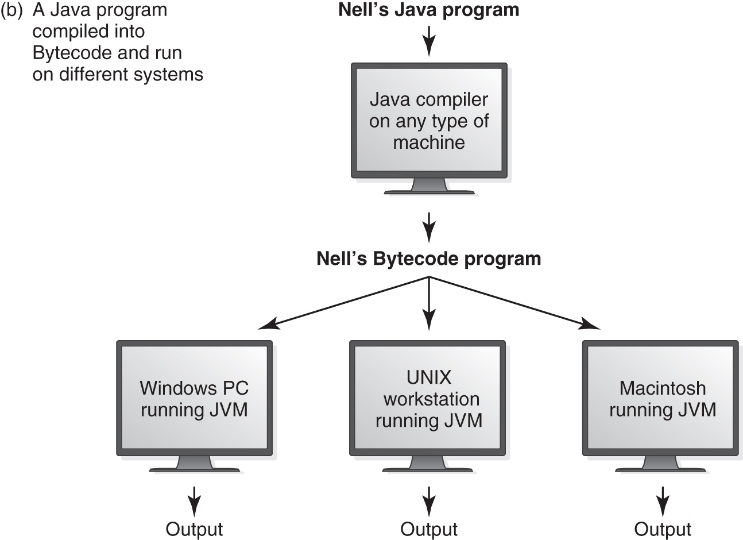 (b) A Java program
compiled into
Bytecode and run
on different systems
Nell's Java program
Java compiler
on any type of
machine
Nell's Bytecode program
Windows PC
running JVM
UNIX
workstation
running JVM
Macintosh
running JVM
Output
Output
Output